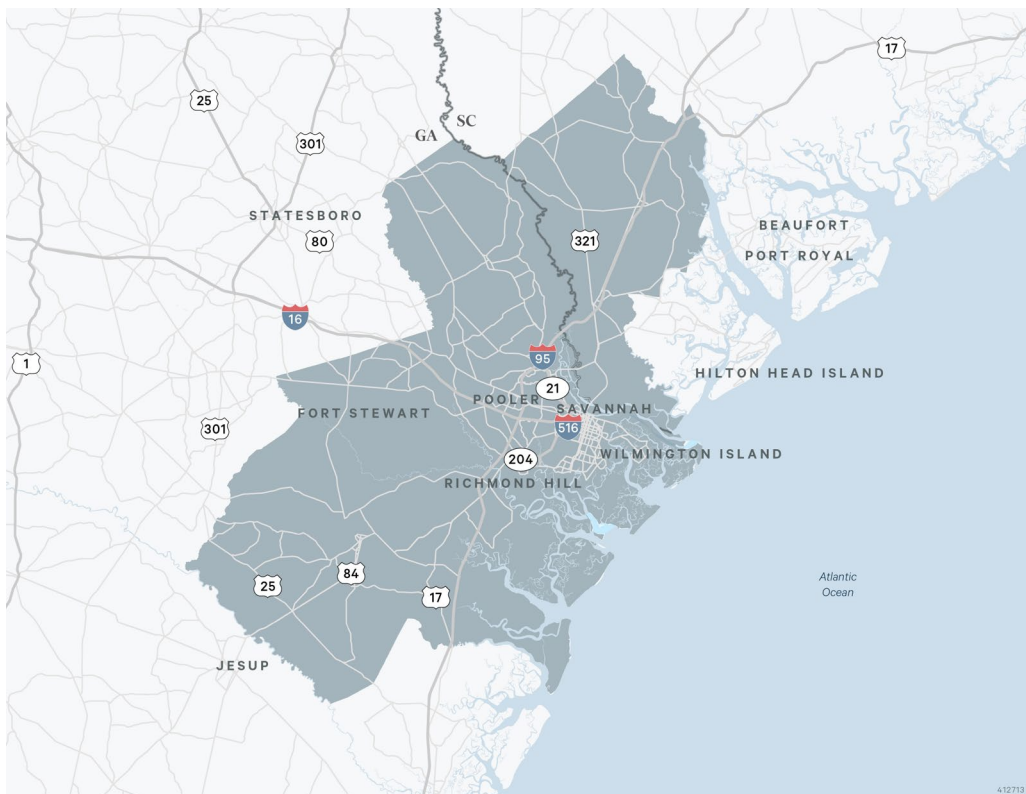 17
25
SC
GA
301
STATESBORO
80
321
BEAUFORT
PORT ROYAL
16
95
1
HILTON HEAD ISLAND
21
POOLER
SAVANNAH
FORT STEWART
301
516
WILMINGTON ISLAND
204
RICHMOND HILL
84
25
17
Atlantic
Ocean
JESUP
412713